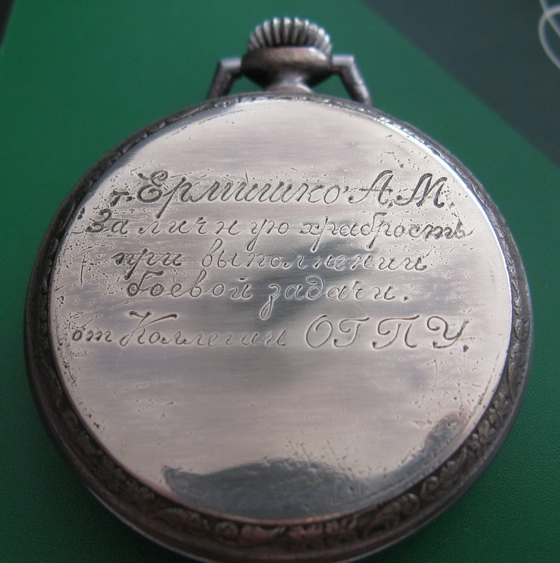 т. Ермишко А.М.
За личную храбрость
при выполнении
боевой задачи.
от Коллегии ОГПУ.